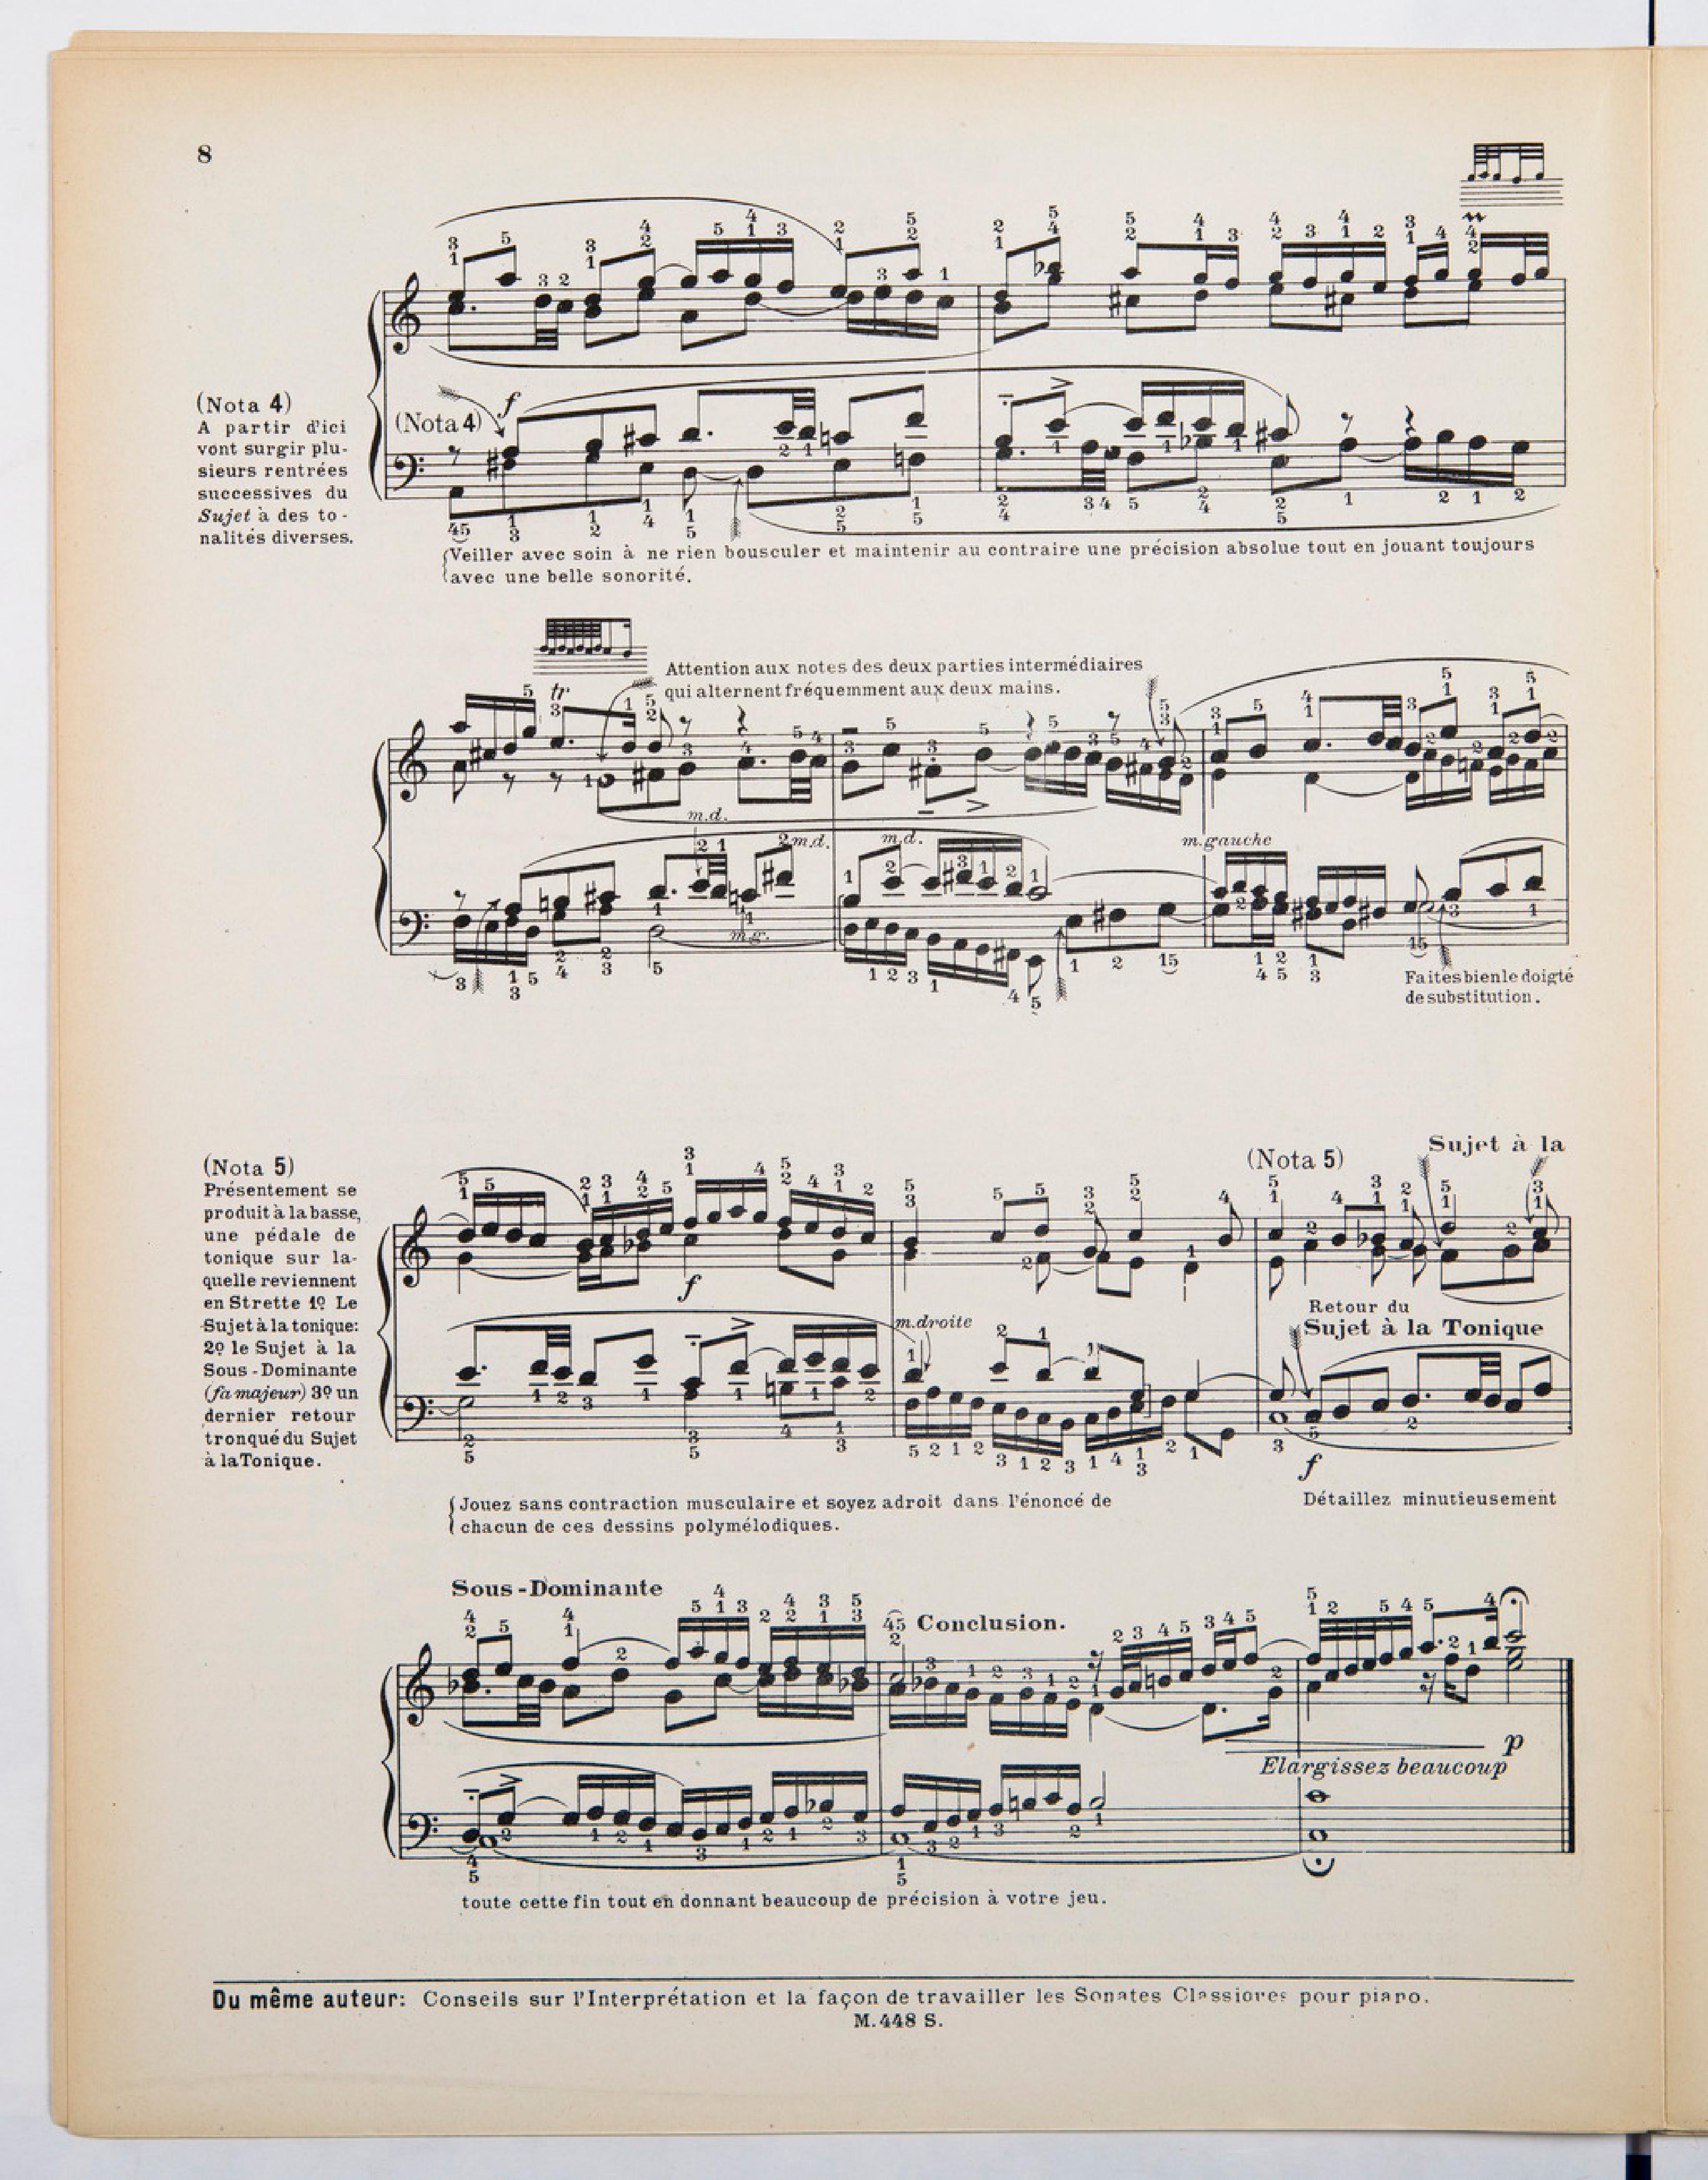 8
(Nota 4)
A partir d'ici
vont surgir plu-
sieurs rentrées
successives du
Sujet à des to-
nalités diverses.
(Nota 4)
f
Veiller avec soin à ne rien bousculer et maintenir au contraire une précision absolue tout en jouant toujours
avec une belle sonorité.
tr
Attention aux notes des deux parties intermédiaires
qui alternent fréquemment aux deux mains.
m.d.
m.d.
m.d.
m.gauche
m.g.
Faites bien le doigté
de substitution.
(Nota 5)
Présentement se
produit à la basse,
une pédale de
tonique sur la-
quelle reviennent
en Strette 1º Le
Sujet à la tonique:
2º le Sujet à la
Sous-Dominante
(fa majeur) 3º un
dernier retour
tronqué du Sujet
à la Tonique.
(Nota 5)
Sujet à la
f
m.droite
Retour du
Sujet à la Tonique
f
Jouez sans contraction musculaire et soyez adroit dans l'énoncé de
chacun de ces dessins polymélodiques.
Détaillez minutieusement
Sous-Dominante
Conclusion.
p
Elargissez beaucoup
toute cette fin tout en donnant beaucoup de précision à votre jeu.
Du même auteur: Conseils sur l'Interprétation et la façon de travailler les Sonates Classiques pour piano.
M.448 S.